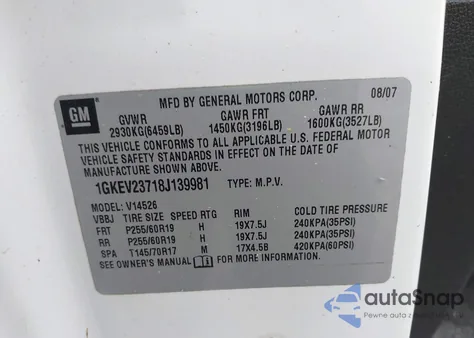 GM
MFD BY GENERAL MOTORS CORP. 08/07
GVWR GAWR FRT GAWR RR
2930KG(6459LB) 1450KG(3196LB) 1600KG(3527LB)
THIS VEHICLE CONFORMS TO ALL APPLICABLE U.S. FEDERAL MOTOR
VEHICLE SAFETY STANDARDS IN EFFECT ON THE DATE OF
MANUFACTURE SHOWN ABOVE.
1GKEV23718J139981 TYPE: M.P.V.
MODEL: V14526
VBBJ TIRE SIZE SPEED RTG RIM COLD TIRE PRESSURE
FRT P255/60R19 H 19X7.5J 240KPA(35PSI)
RR P255/60R19 H 19X7.5J 240KPA(35PSI)
SPA T145/70R17 M 17X4.5B 420KPA(60PSI)
SEE OWNER'S MANUAL FOR MORE INFORMATION.
autoSnap
Pewne auto z